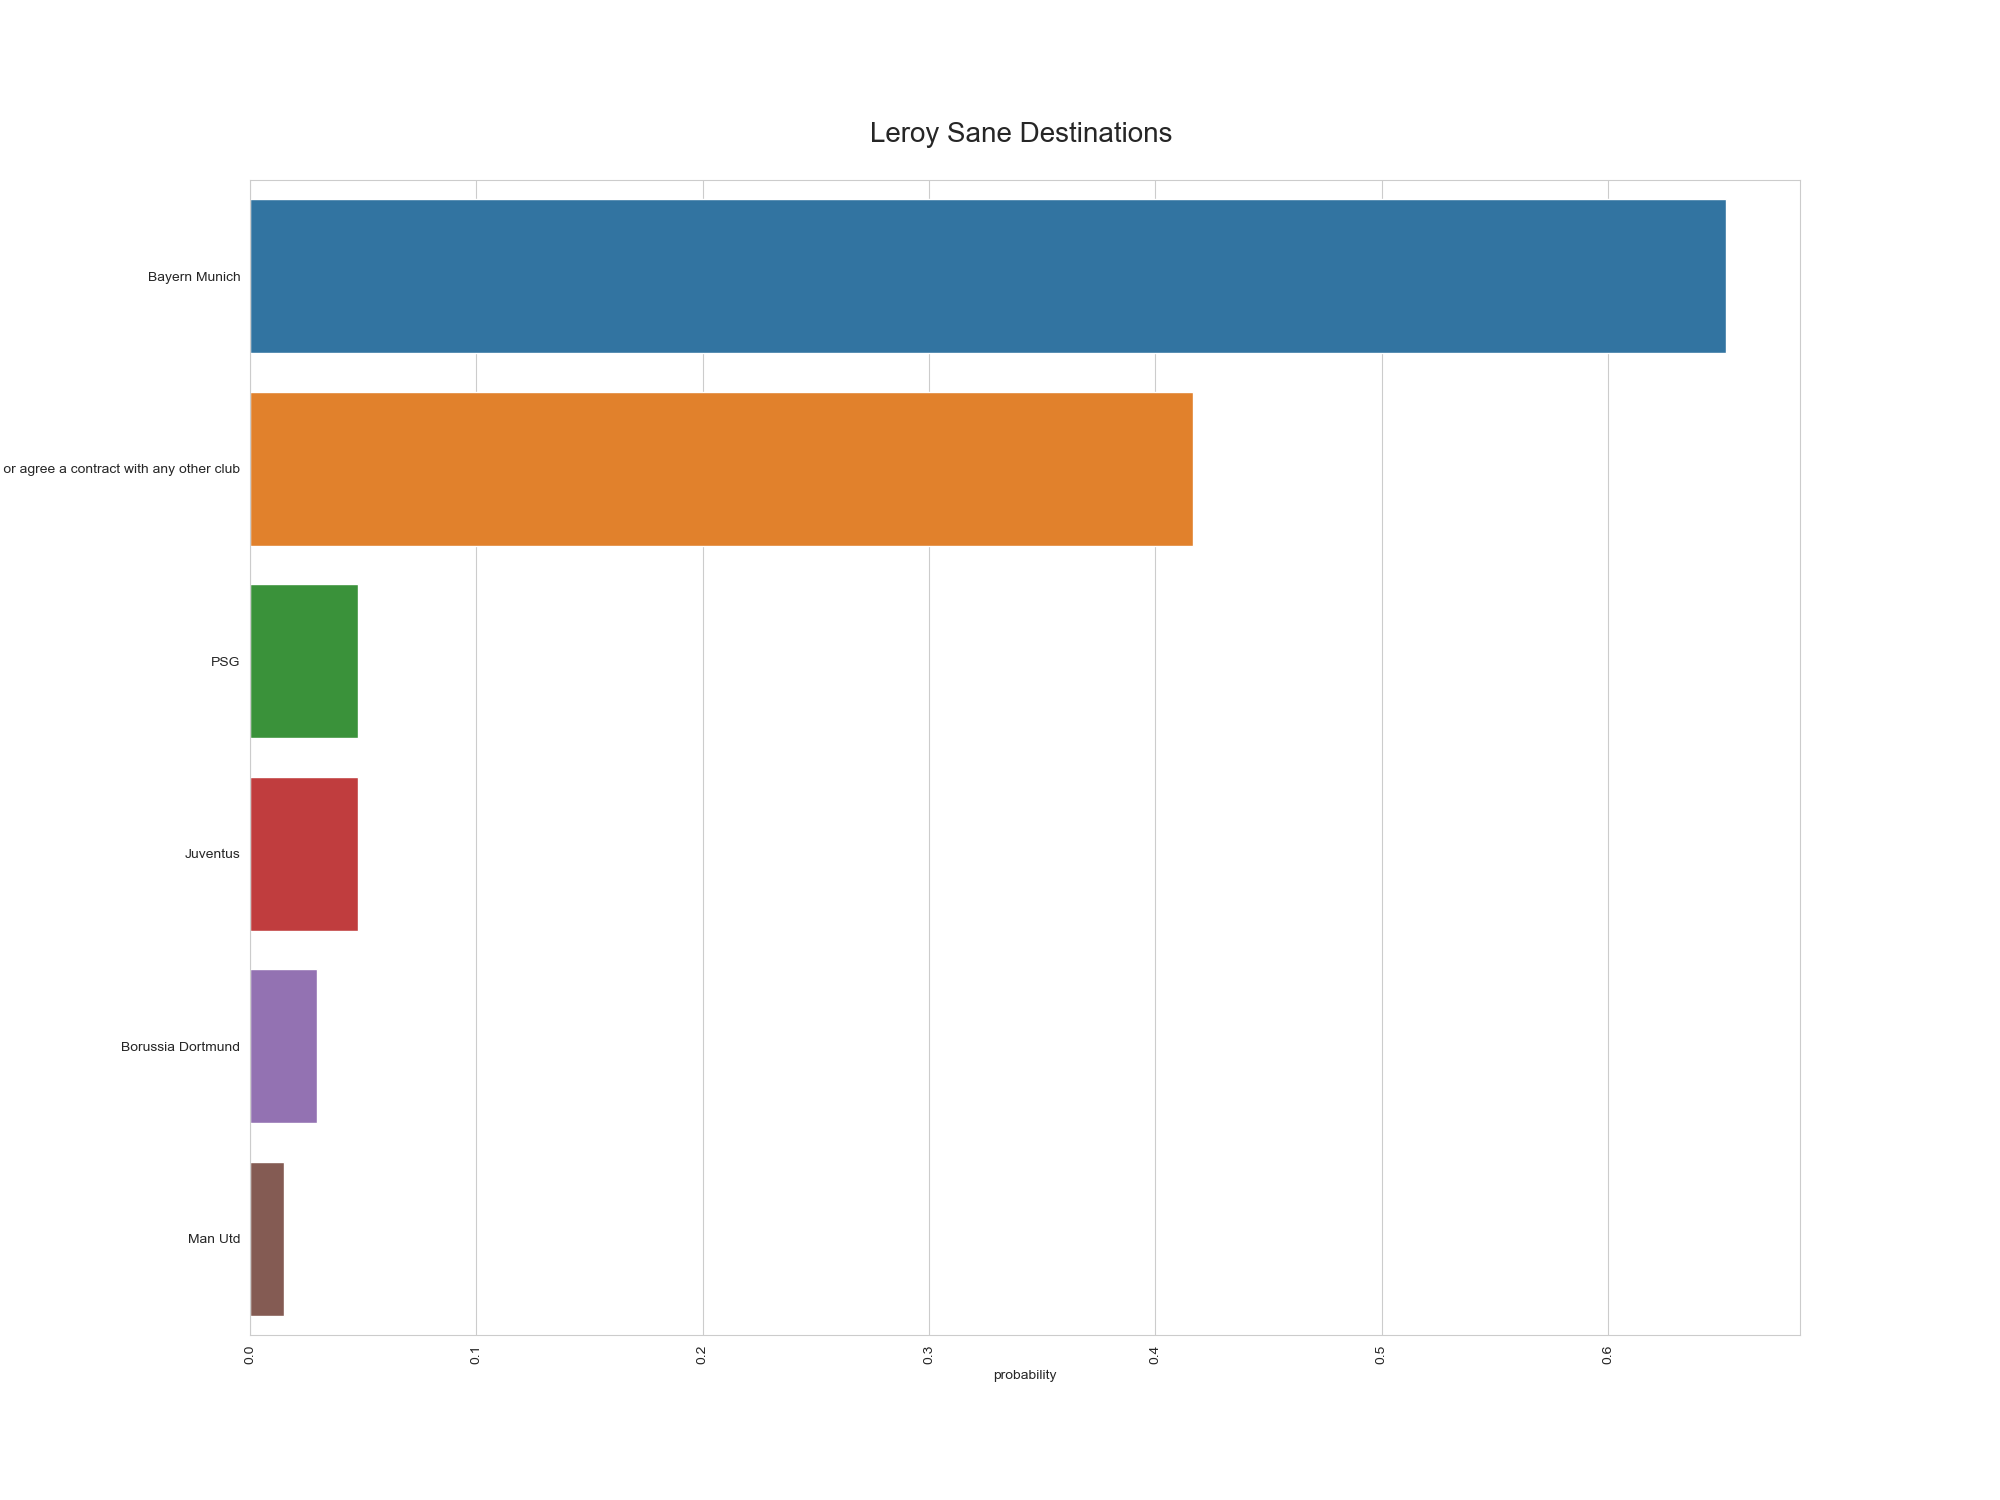 Leroy Sane Destinations
Bayern Munich
or agree a contract with any other club
PSG
Juventus
Borussia Dortmund
Man Utd
0.0 0.1 0.2 0.3 0.4 0.5 0.6
probability